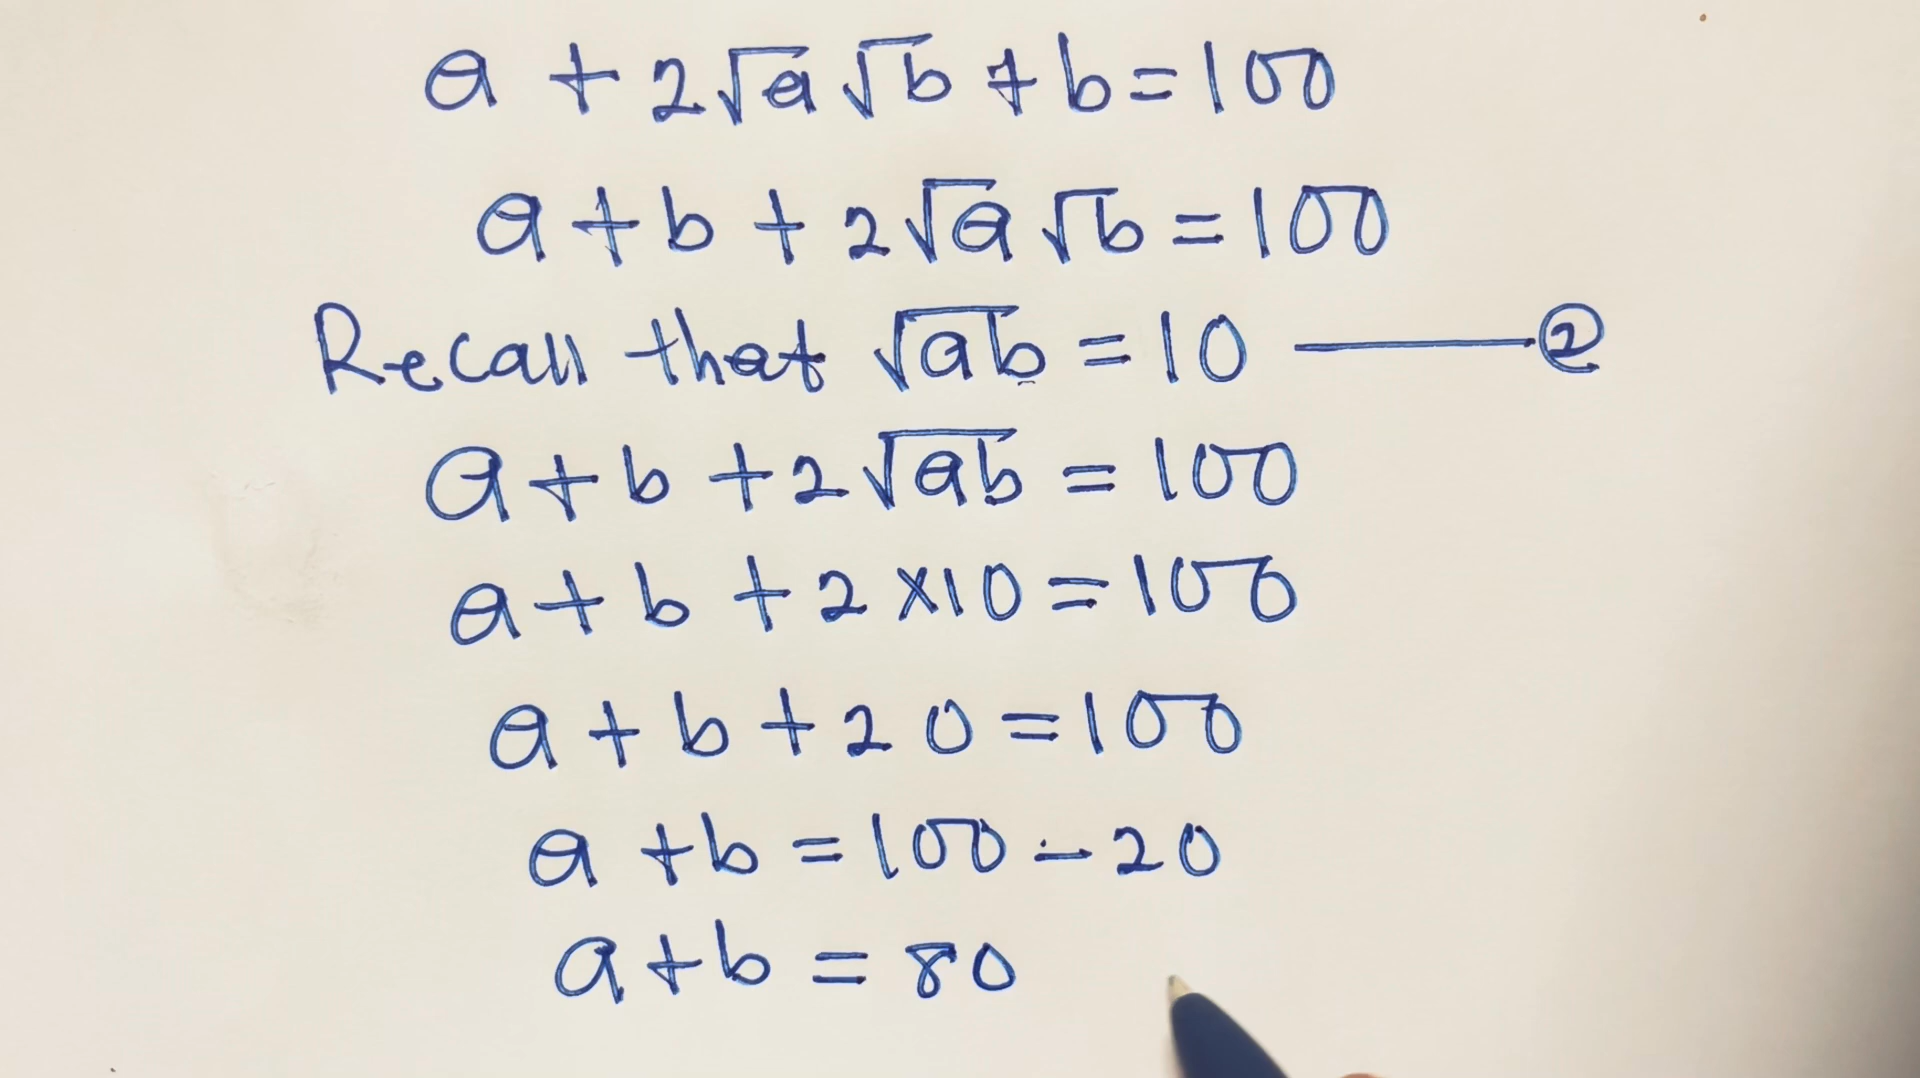 a + 2√a √b + b = 100
a + b + 2√a √b = 100
Recall that √ab = 10 ——— ②
a + b + 2√ab = 100
a + b + 2 × 10 = 100
a + b + 20 = 100
a + b = 100 - 20
a + b = 80